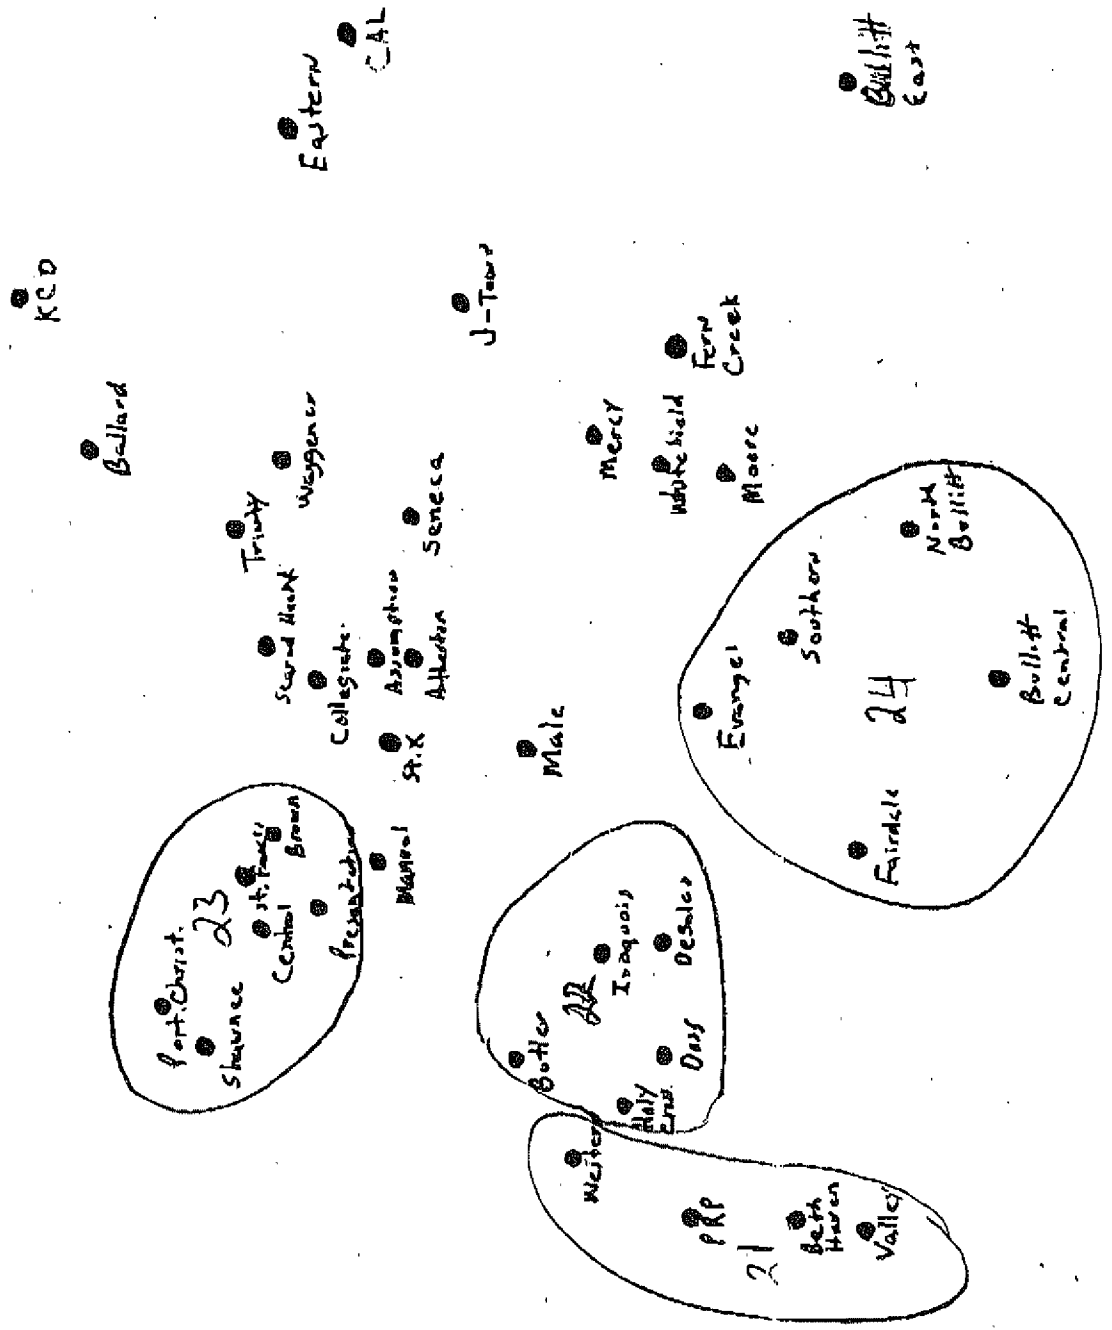 KCD
Ballard
Port. Christ.
23
Shawnee
Trinity
St. Francis
Central
Sacred Heart
Brown
Waggener
Eastern
Collegiate.
Presentation
CAL
Assumption
Manual
St. X
Atherton
Seneca
J-Town
Butler
Male
22
Western
Mercy
Iroquois
Holy
Cross
Whitefield
DeSales
Doss
PRP
Fern
Creek
Evangel
Moore
21
Southern
Beth
Haven
Bullitt
East
24
Fairdale
Valley
North
Bullitt
Bullitt
Central